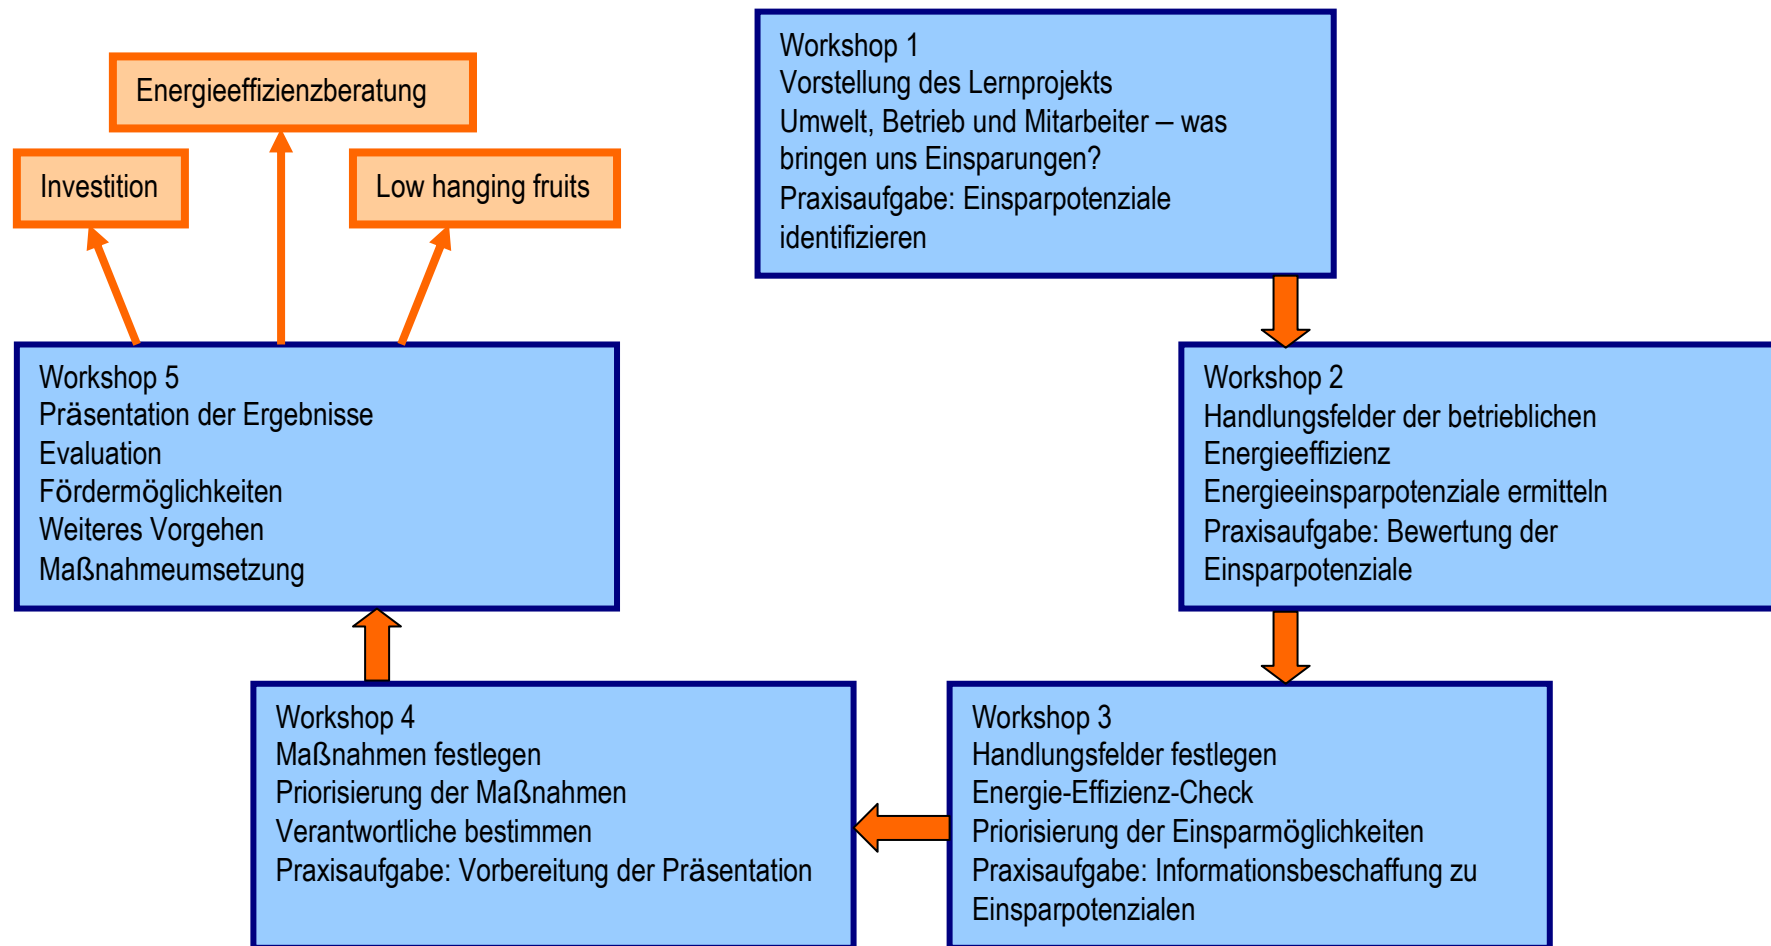 Energieeffizienzberatung
Investition
Low hanging fruits
Workshop 1
Vorstellung des Lernprojekts
Umwelt, Betrieb und Mitarbeiter – was
bringen uns Einsparungen?
Praxisaufgabe: Einsparpotenziale
identifizieren
Workshop 2
Handlungsfelder der betrieblichen
Energieeffizienz
Energieeinsparpotenziale ermitteln
Praxisaufgabe: Bewertung der
Einsparpotenziale
Workshop 3
Handlungsfelder festlegen
Energie-Effizienz-Check
Priorisierung der Einsparmöglichkeiten
Praxisaufgabe: Informationsbeschaffung zu
Einsparpotenzialen
Workshop 4
Maßnahmen festlegen
Priorisierung der Maßnahmen
Verantwortliche bestimmen
Praxisaufgabe: Vorbereitung der Präsentation
Workshop 5
Präsentation der Ergebnisse
Evaluation
Fördermöglichkeiten
Weiteres Vorgehen
Maßnahmeumsetzung